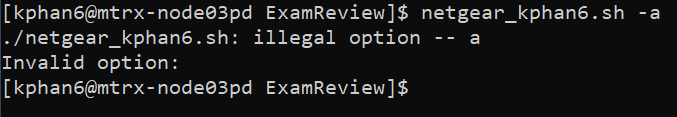 [kphan6@mtrx-node03pd ExamReview]$ netgear_kphan6.sh -a
./netgear_kphan6.sh: illegal option -- a
Invalid option:
[kphan6@mtrx-node03pd ExamReview]$